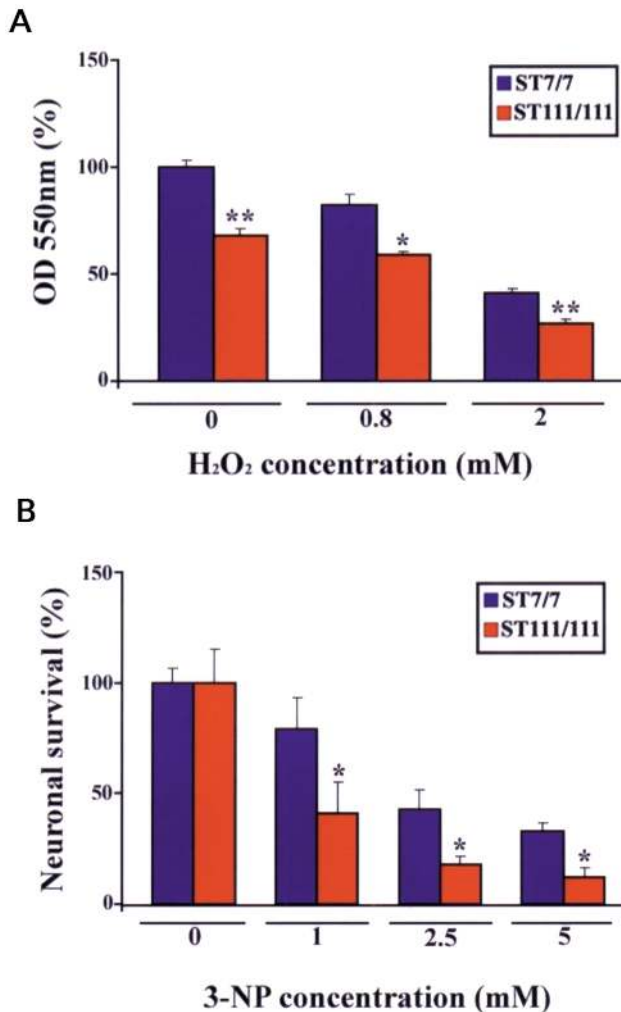 A
OD 550nm (%)
150
100
50
0
ST7/7
ST111/111
**
*
**
0 0.8 2
H₂O₂ concentration (mM)
B
Neuronal survival (%)
150
100
50
0
ST7/7
ST111/111
*
*
*
0 1 2.5 5
3-NP concentration (mM)